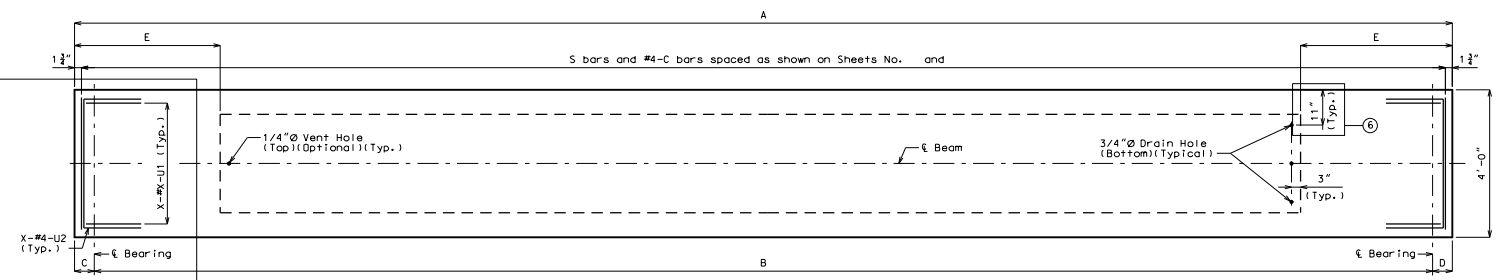 A
E
E
1 3/4"
S bars and #4-C bars spaced as shown on Sheets No. and
1 3/4"
11"
(Typ.)
6
1/4"Ø Vent Hole
(Top)(Optional)(Typ.)
X-#X-U1 (Typ.)
℄ Beam
3/4"Ø Drain Hole
(Bottom)(Typical)
4'-0"
3"
(Typ.)
X-#4-U2
(Typ.)
℄ Bearing
℄ Bearing
C
B
D